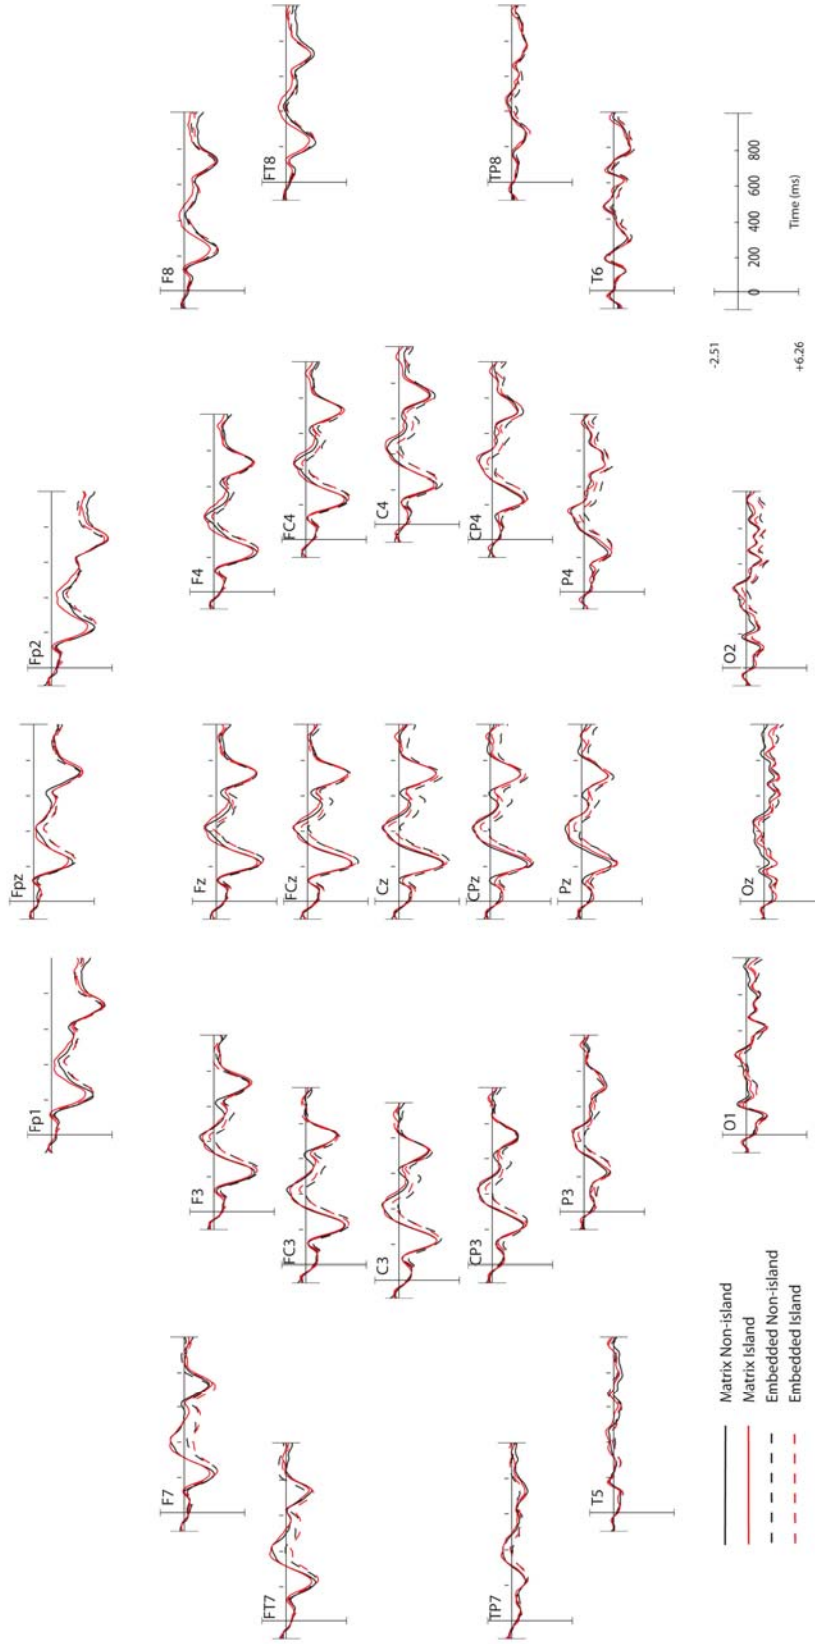 Fp1
Fpz
Fp2
F7
F3
Fz
F4
F8
FT7
FC3
FCz
FC4
FT8
C3
Cz
C4
TP7
CP3
CPz
CP4
TP8
T5
P3
Pz
P4
T6
O1
Oz
O2
Matrix Non-island
Matrix Island
Embedded Non-island
Embedded Island
-2.51
+6.26
0 200 400 600 800
Time (ms)